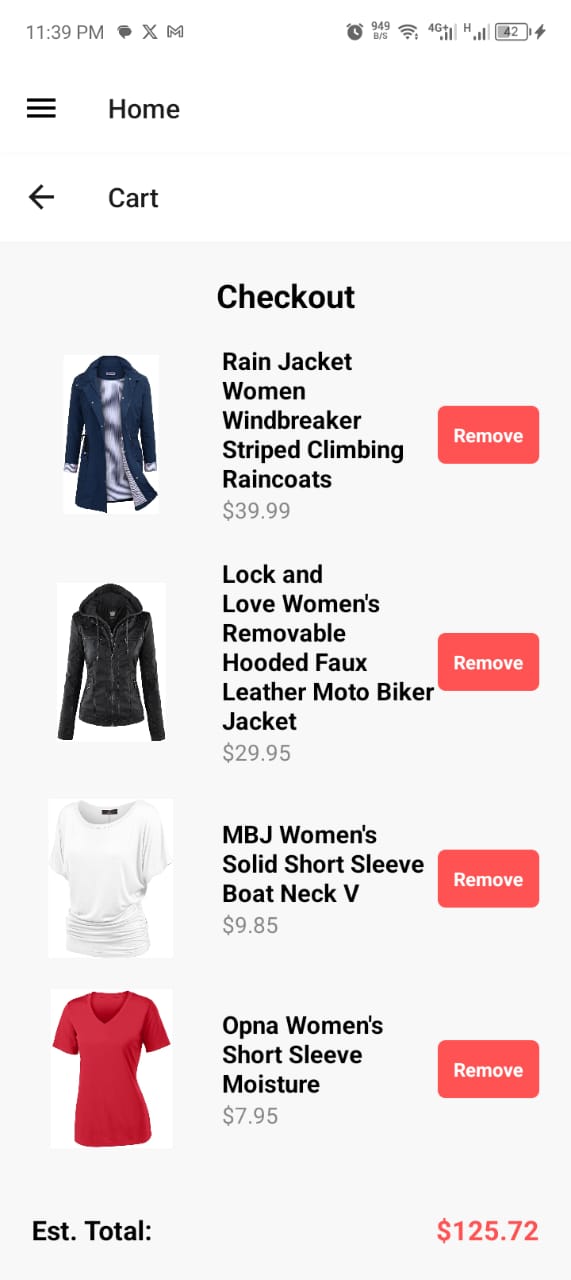 11:39 PM
949
B/S
4G+
H
42
Home
Cart
Checkout
Rain Jacket
Women
Windbreaker
Striped Climbing
Raincoats
$39.99
Remove
Lock and
Love Women's
Removable
Hooded Faux
Leather Moto Biker
Jacket
$29.95
Remove
MBJ Women's
Solid Short Sleeve
Boat Neck V
$9.85
Remove
Opna Women's
Short Sleeve
Moisture
$7.95
Remove
Est. Total:
$125.72